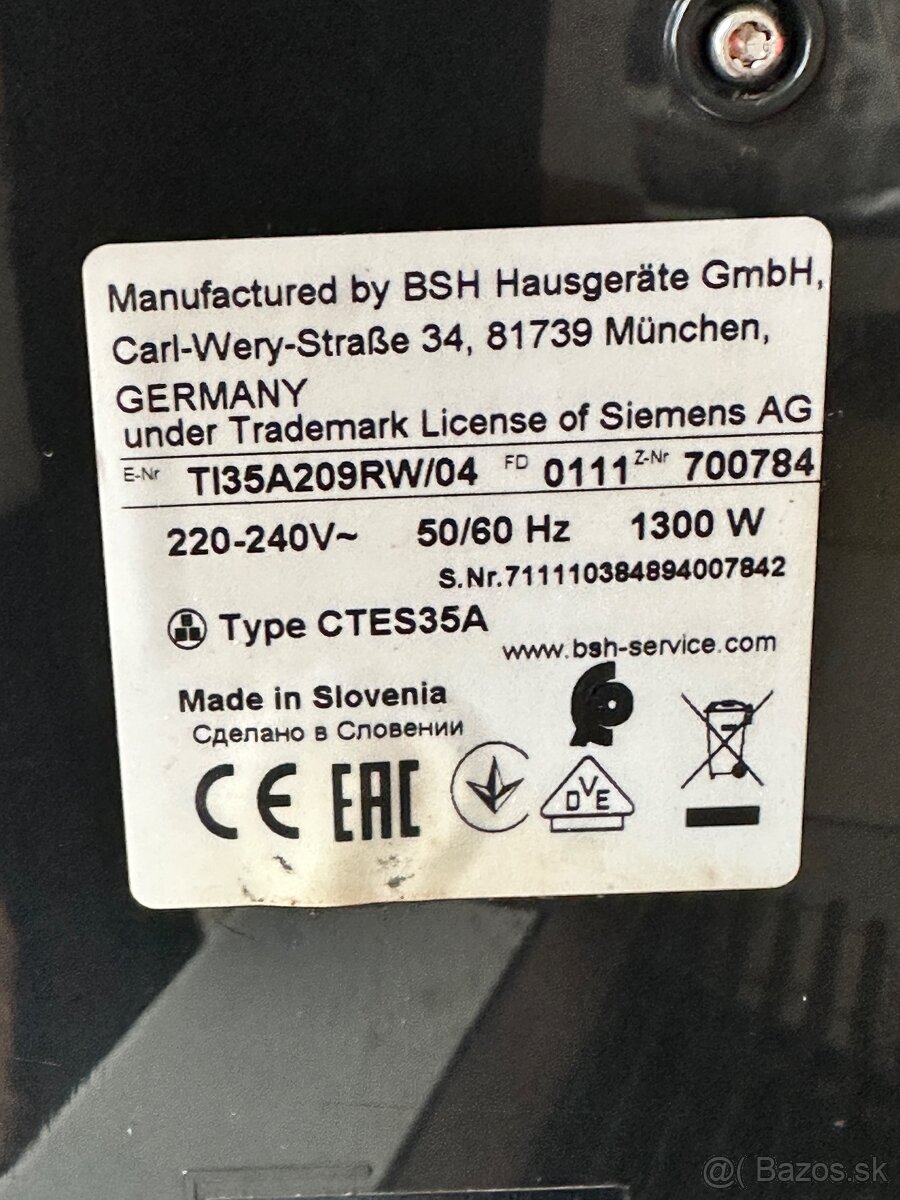 Manufactured by BSH Hausgeräte GmbH,
Carl-Wery-Straße 34, 81739 München,
GERMANY
under Trademark License of Siemens AG
E-Nr TI35A209RW/04 FD 0111 Z-Nr 700784
220-240V~ 50/60 Hz 1300 W
S.Nr.711110384894007842
Type CTES35A
www.bsh-service.com
Made in Slovenia
Сделано в Словении
CE EAC DVE
@( Bazos.sk